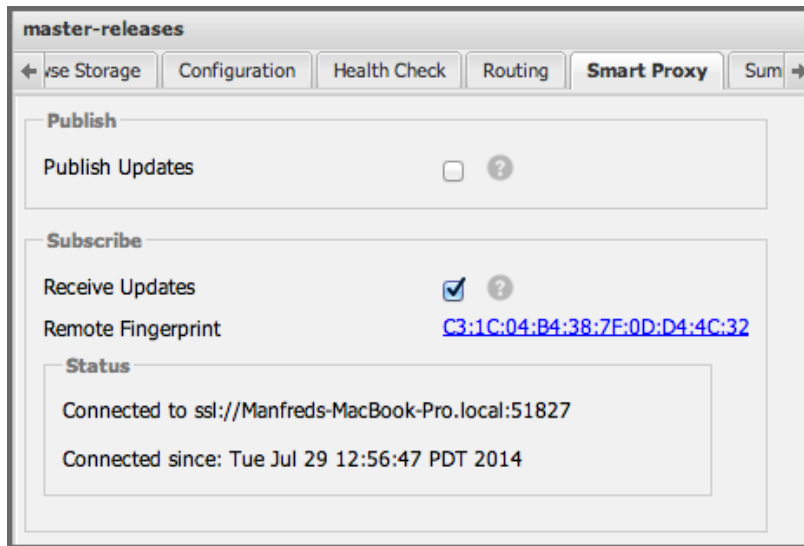 master-releases
vse Storage Configuration Health Check Routing Smart Proxy Sum
Publish
Publish Updates ?
Subscribe
Receive Updates ?
Remote Fingerprint C3:1C:04:B4:38:7F:0D:D4:4C:32
Status
Connected to ssl://Manfreds-MacBook-Pro.local:51827
Connected since: Tue Jul 29 12:56:47 PDT 2014